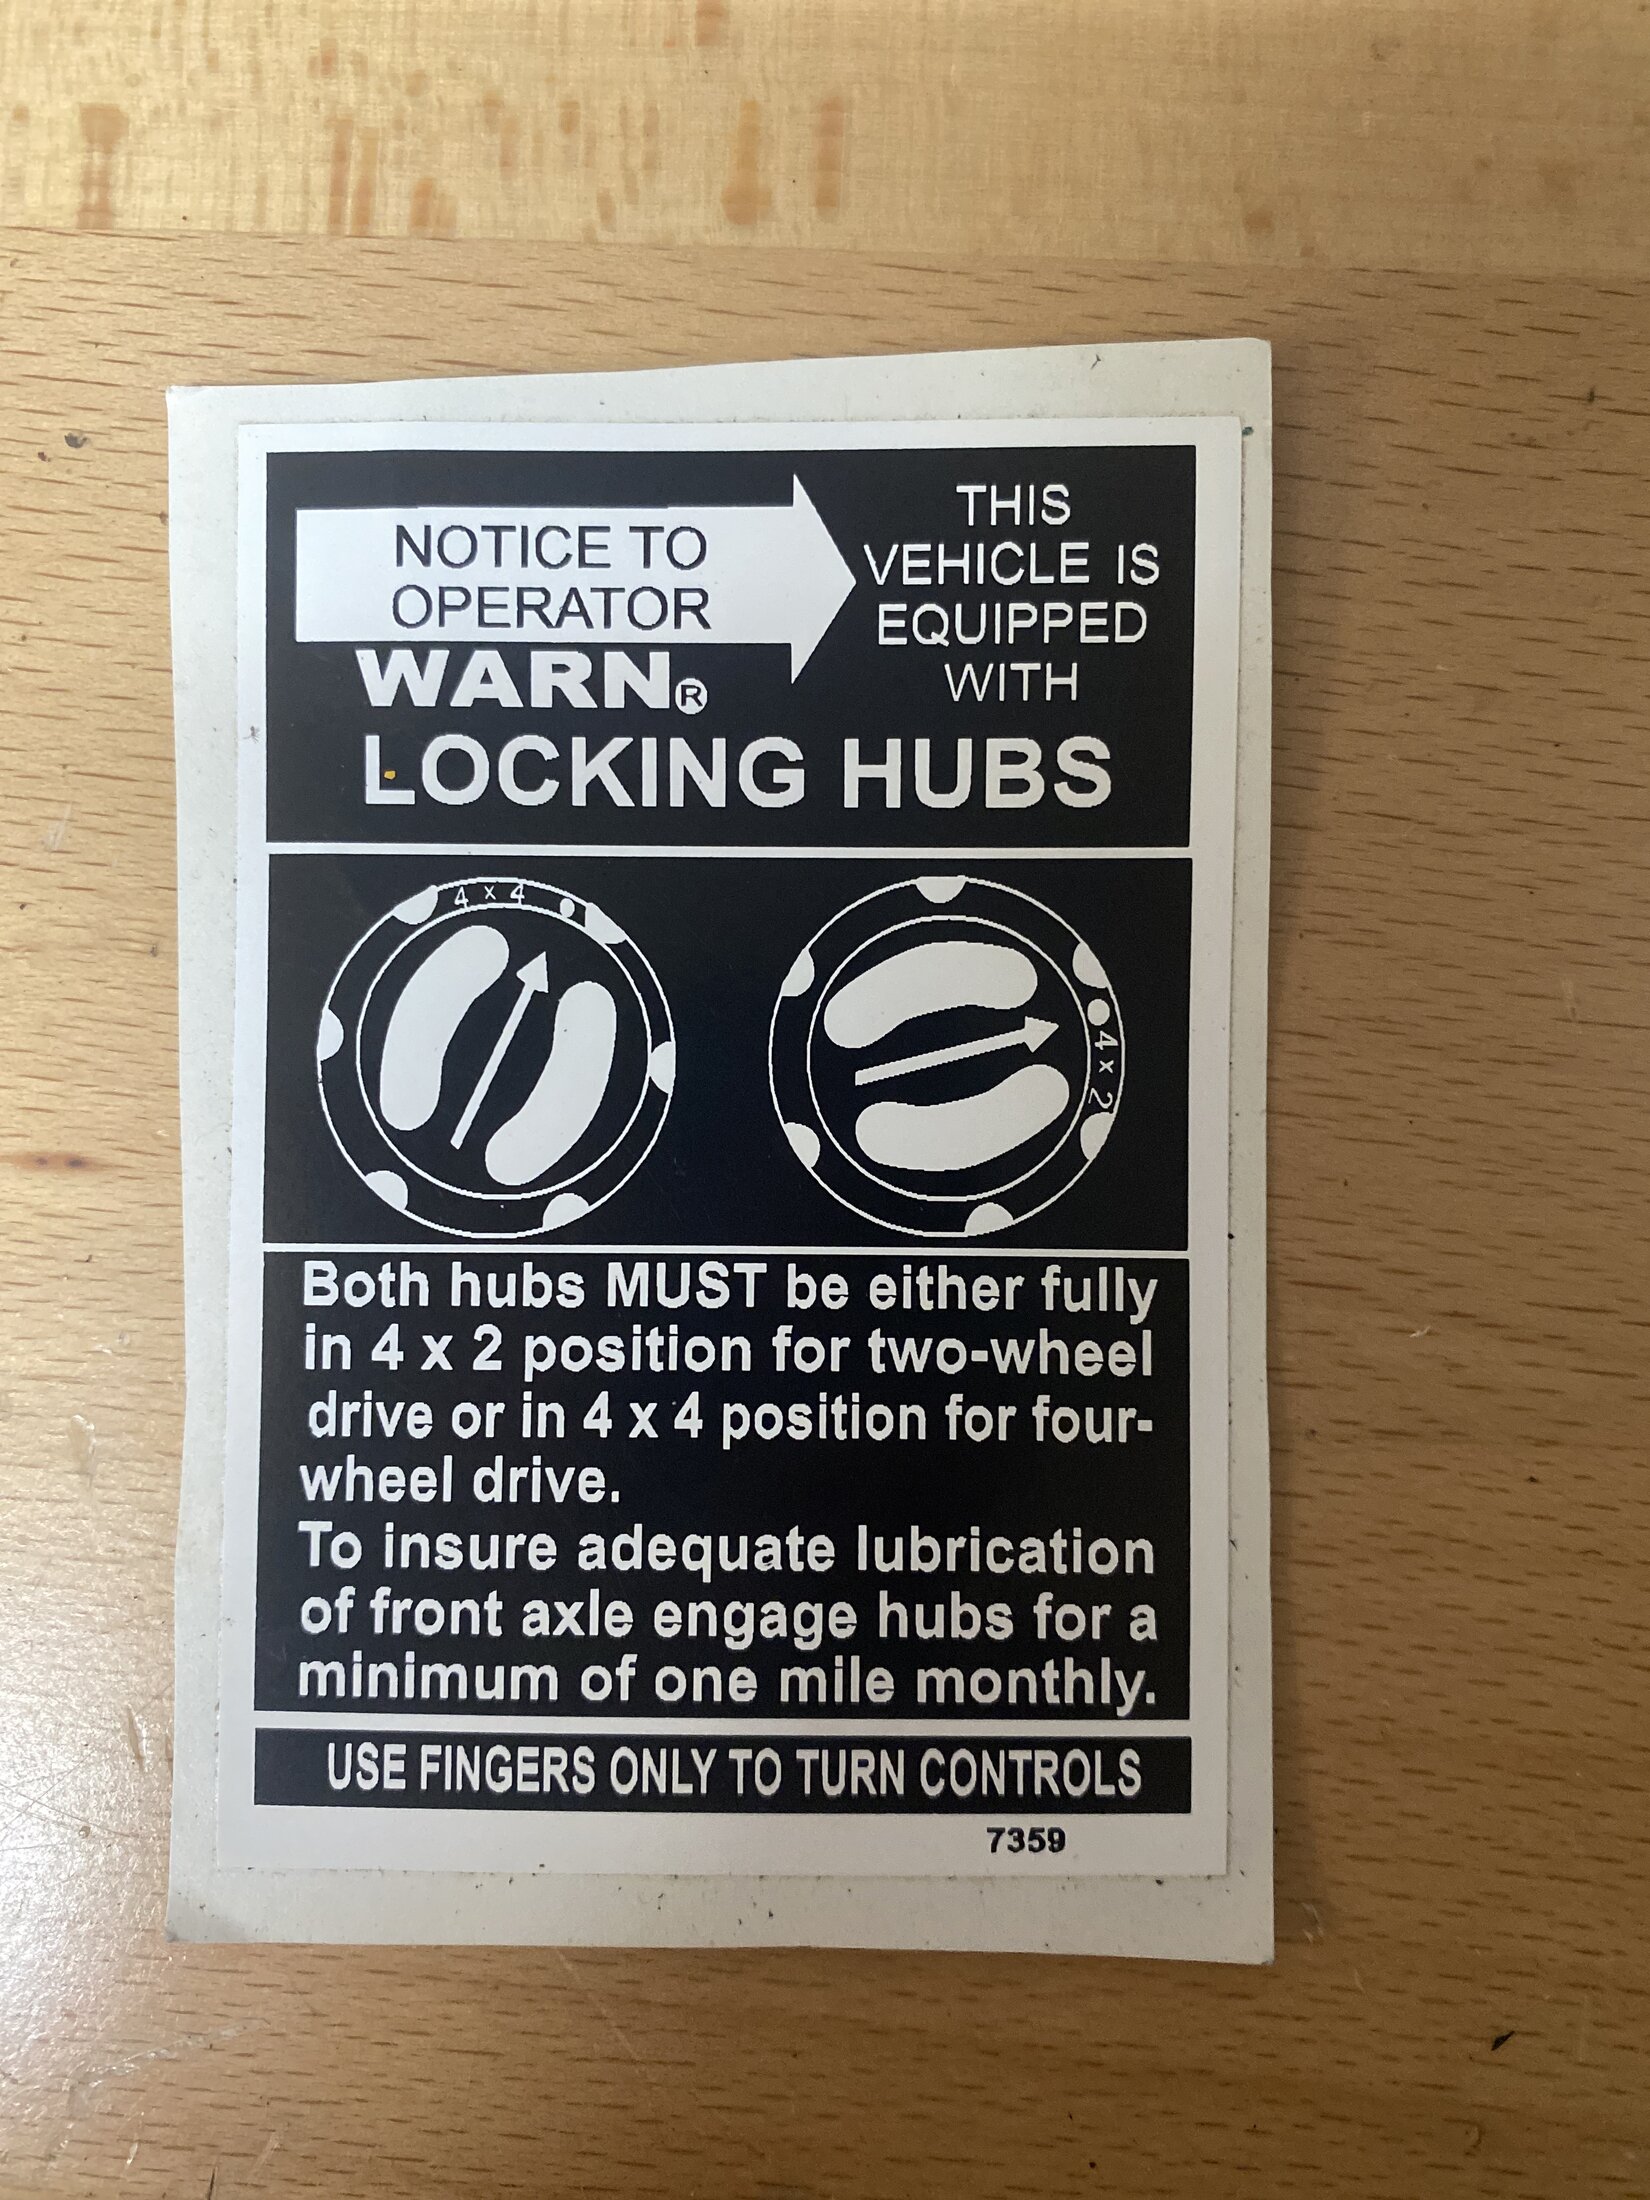 NOTICE TO
OPERATOR
THIS
VEHICLE IS
EQUIPPED
WITH
WARN®
LOCKING HUBS
4 x 4
4 x 2
Both hubs MUST be either fully
in 4 x 2 position for two-wheel
drive or in 4 x 4 position for four-
wheel drive.
To insure adequate lubrication
of front axle engage hubs for a
minimum of one mile monthly.
USE FINGERS ONLY TO TURN CONTROLS
7359